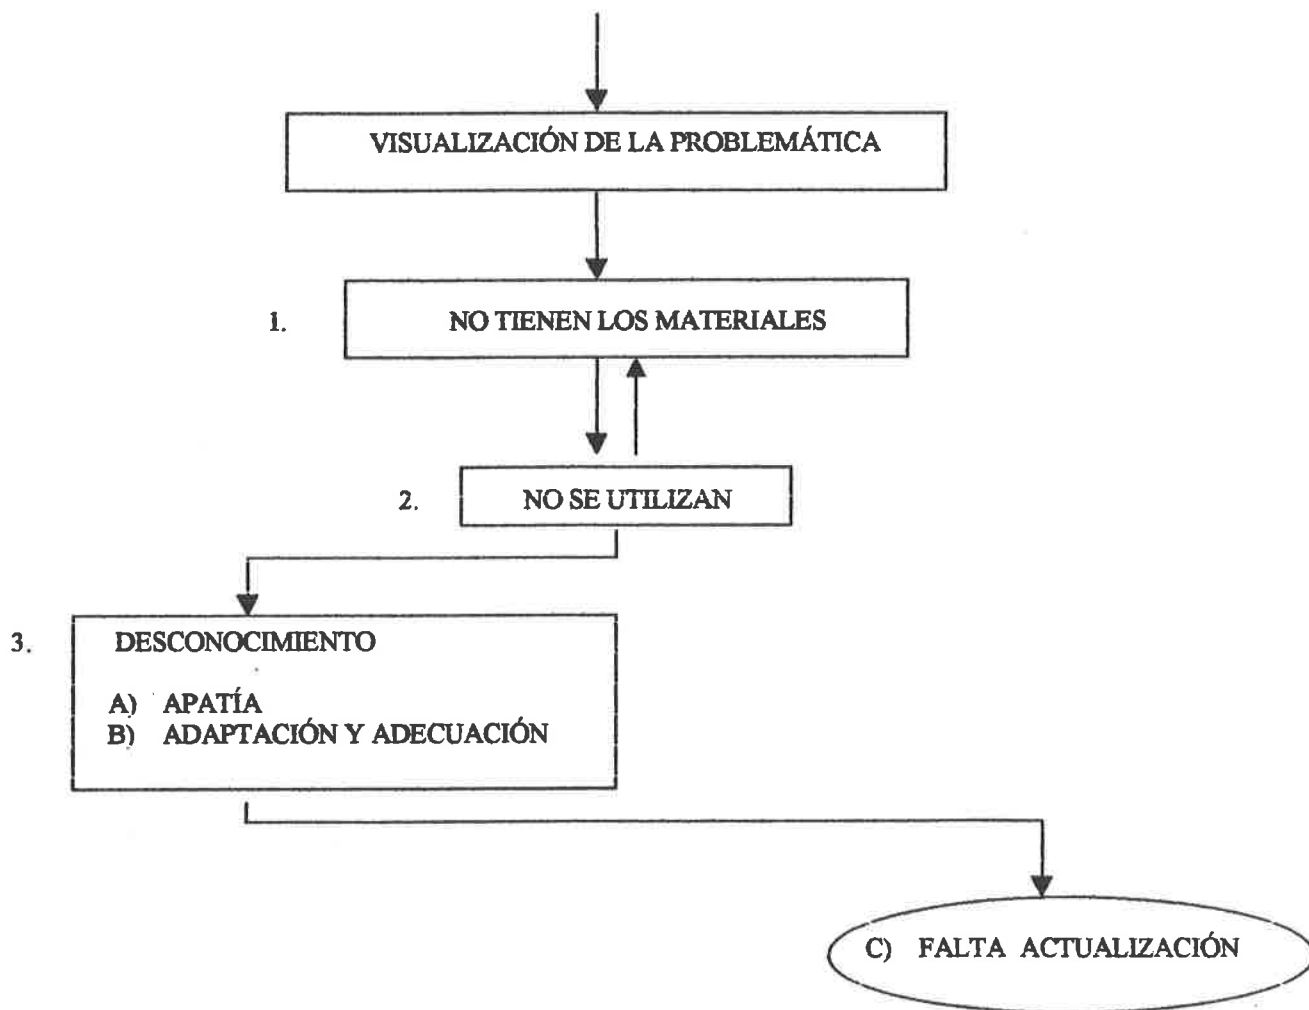 VISUALIZACIÓN DE LA PROBLEMÁTICA
1. NO TIENEN LOS MATERIALES
2. NO SE UTILIZAN
3. DESCONOCIMIENTO
A) APATÍA
B) ADAPTACIÓN Y ADECUACIÓN
C) FALTA ACTUALIZACIÓN